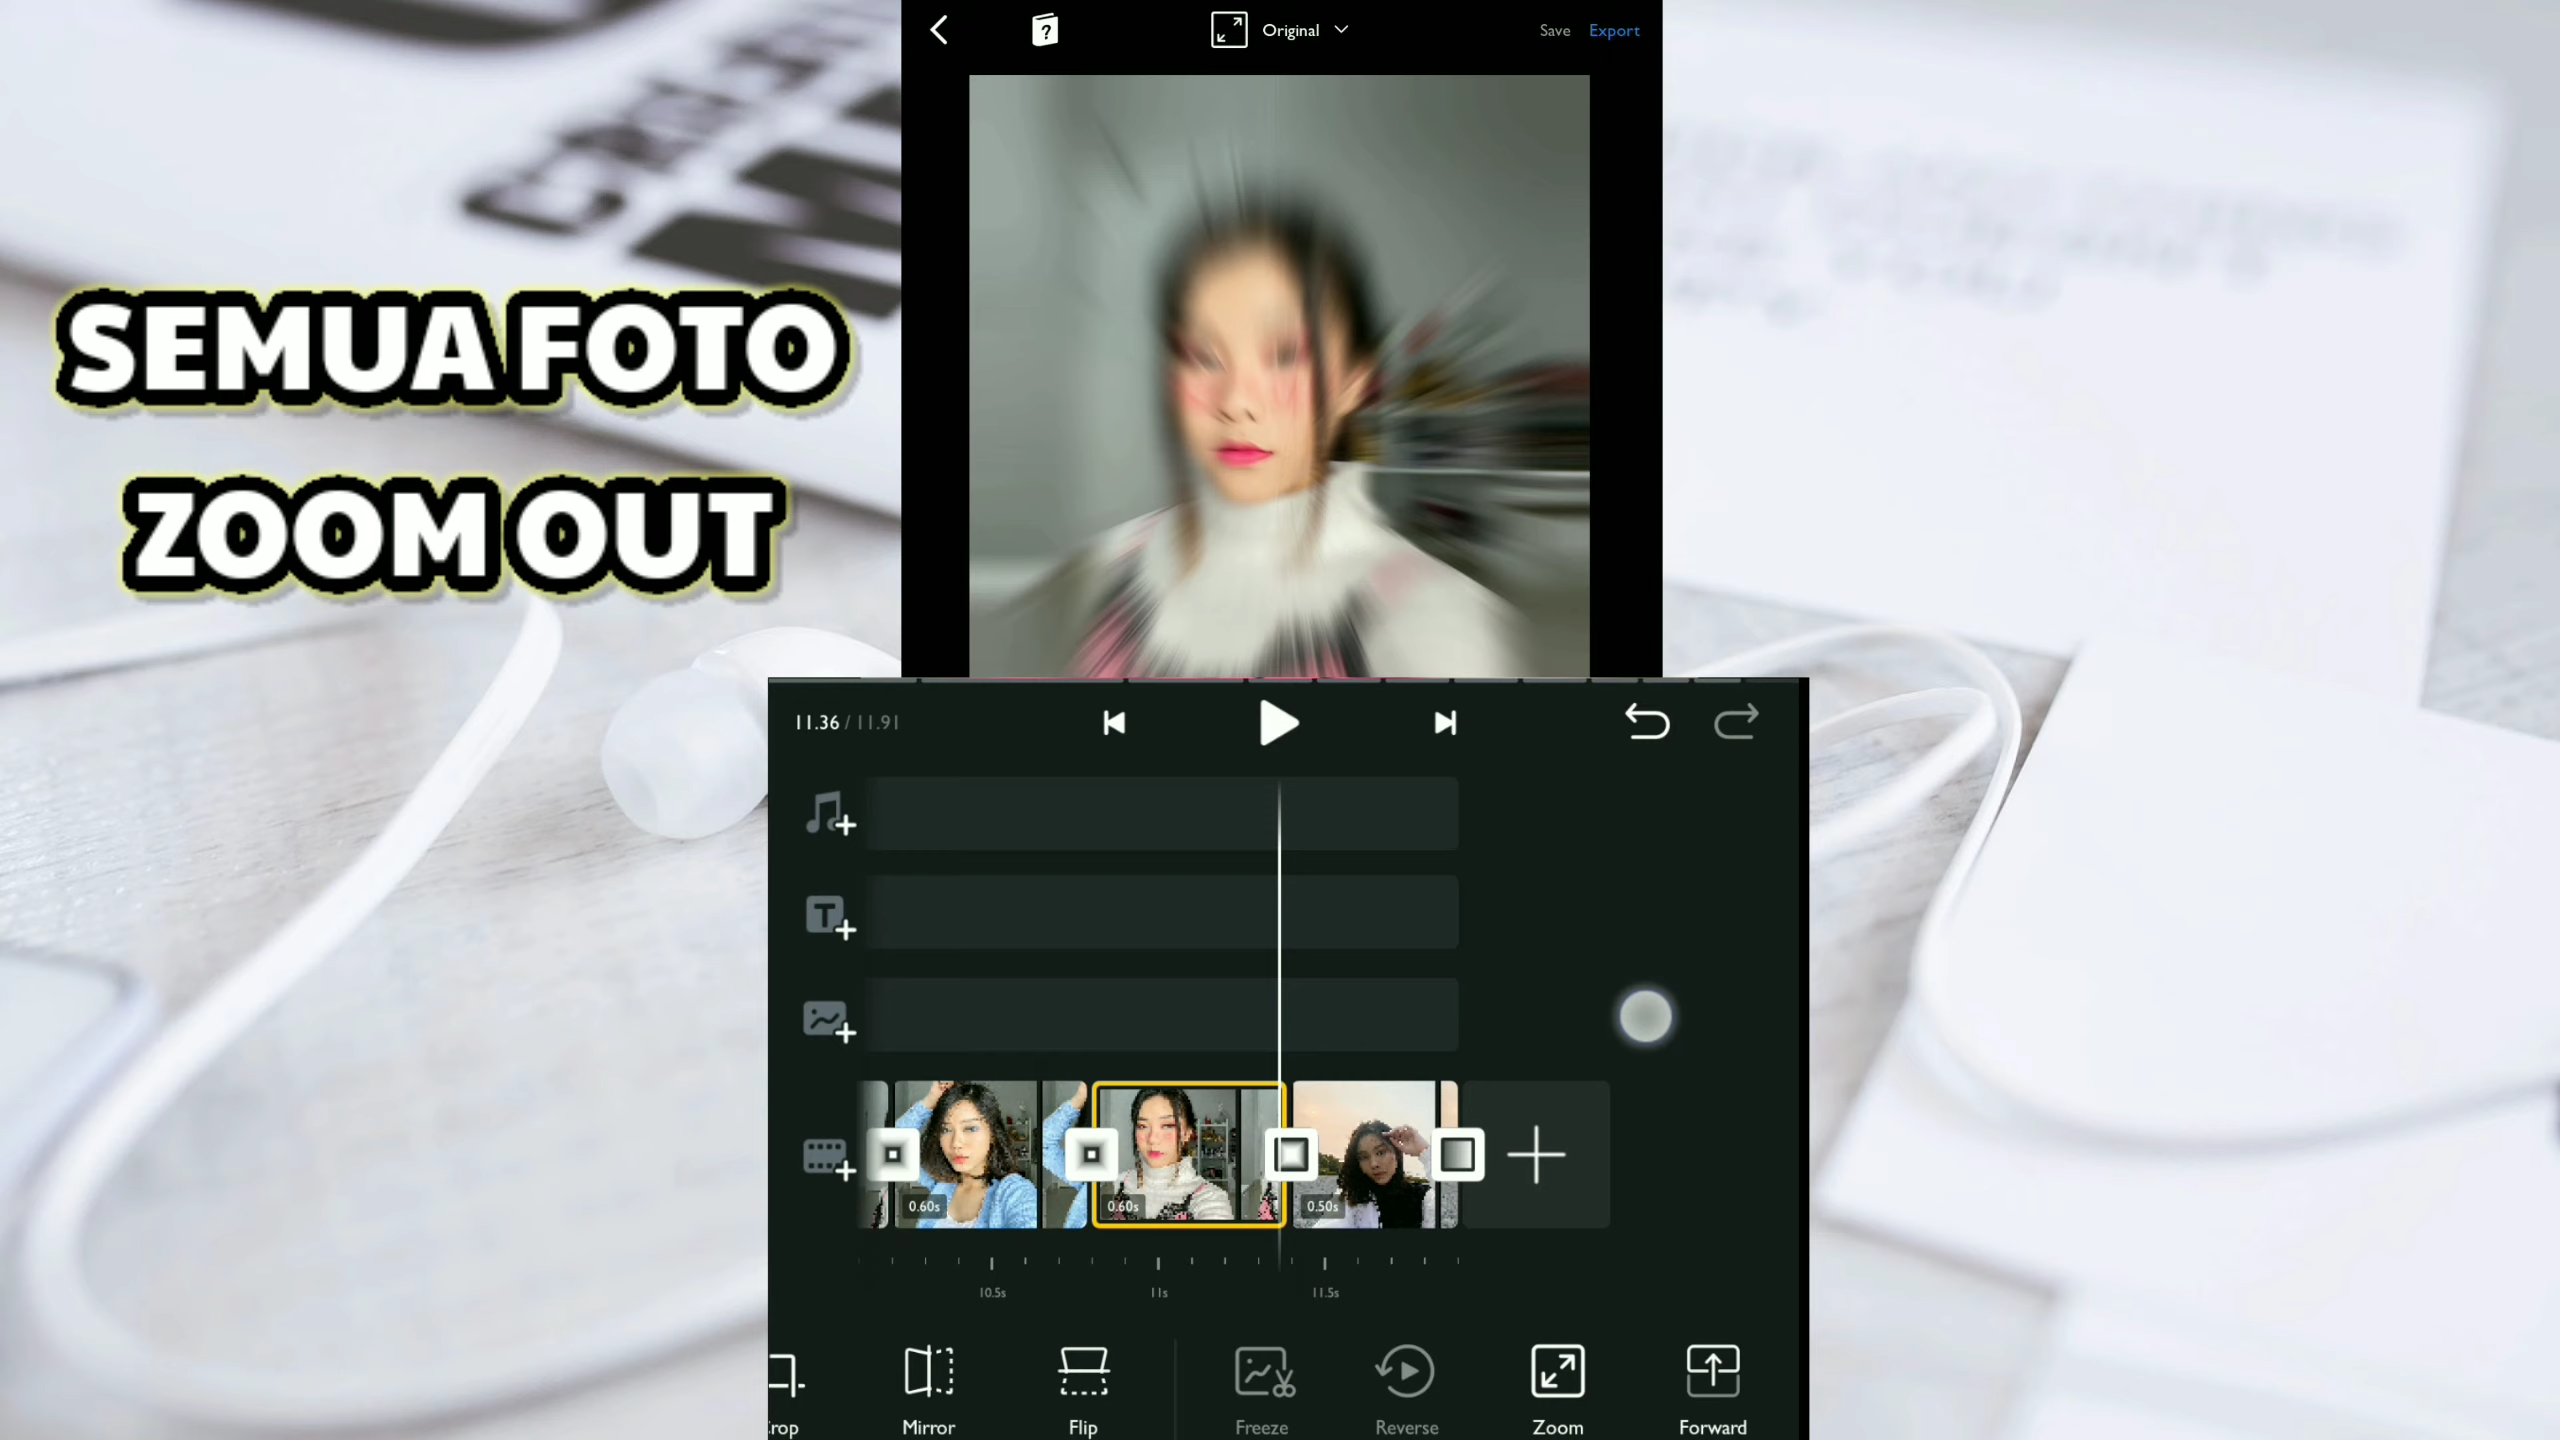 SEMUA FOTO
ZOOM OUT
? Original Save Export
11.36 / 11.91
T
0.60s 0.60s 0.50s
10.5s 11s 11.5s
rop Mirror Flip Freeze Reverse Zoom Forward